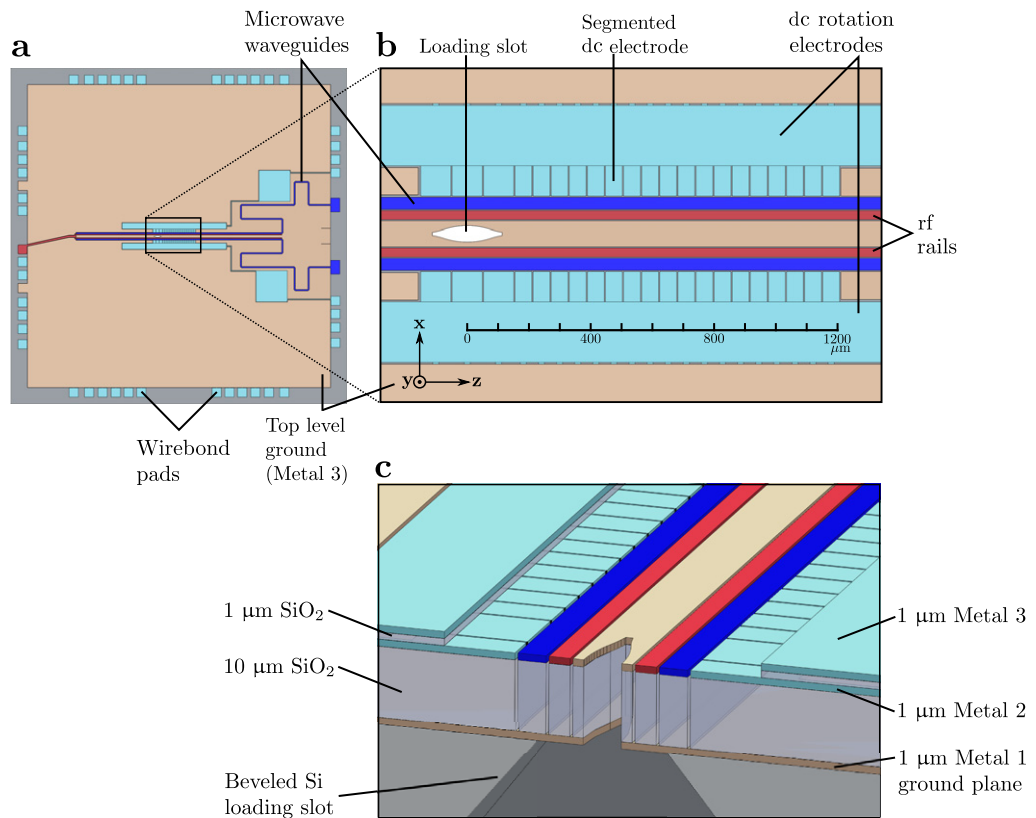 a
Microwave
waveguides
b
Loading slot
Segmented
dc electrode
dc rotation
electrodes
rf
rails
x
y
z
0
400
800
1200
μm
Wirebond
pads
Top level
ground
(Metal 3)
c
1 μm SiO₂
10 μm SiO₂
Beveled Si
loading slot
1 μm Metal 3
1 μm Metal 2
1 μm Metal 1
ground plane